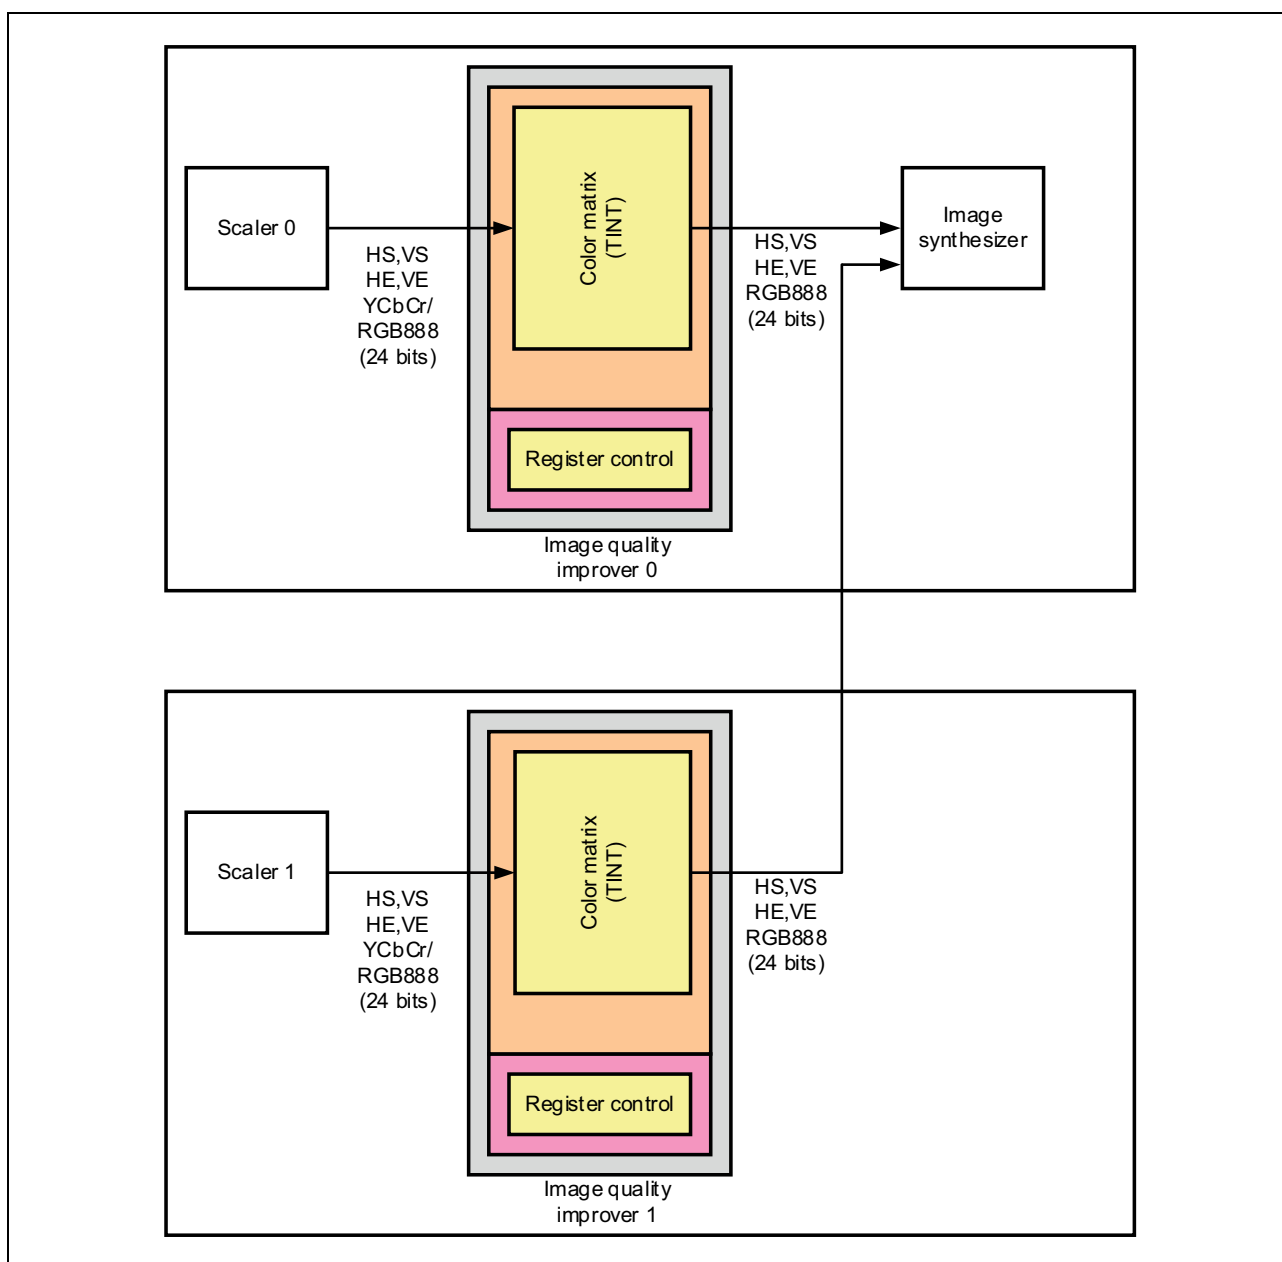 Scaler 0
HS,VS
HE,VE
YCbCr/
RGB888
(24 bits)
Color matrix
(TINT)
Register control
Image quality
improver 0
HS,VS
HE,VE
RGB888
(24 bits)
Image
synthesizer
Scaler 1
HS,VS
HE,VE
YCbCr/
RGB888
(24 bits)
Color matrix
(TINT)
Register control
Image quality
improver 1
HS,VS
HE,VE
RGB888
(24 bits)